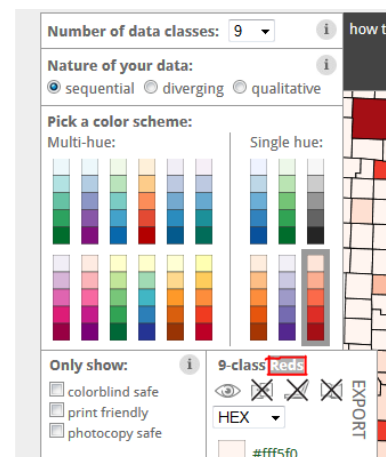 Number of data classes: 9 i
how t
Nature of your data: i
sequential diverging qualitative
Pick a color scheme:
Multi-hue: Single hue:
Only show: i
colorblind safe
print friendly
photocopy safe
9-class Reds
HEX
EXPORT
#fff5f0